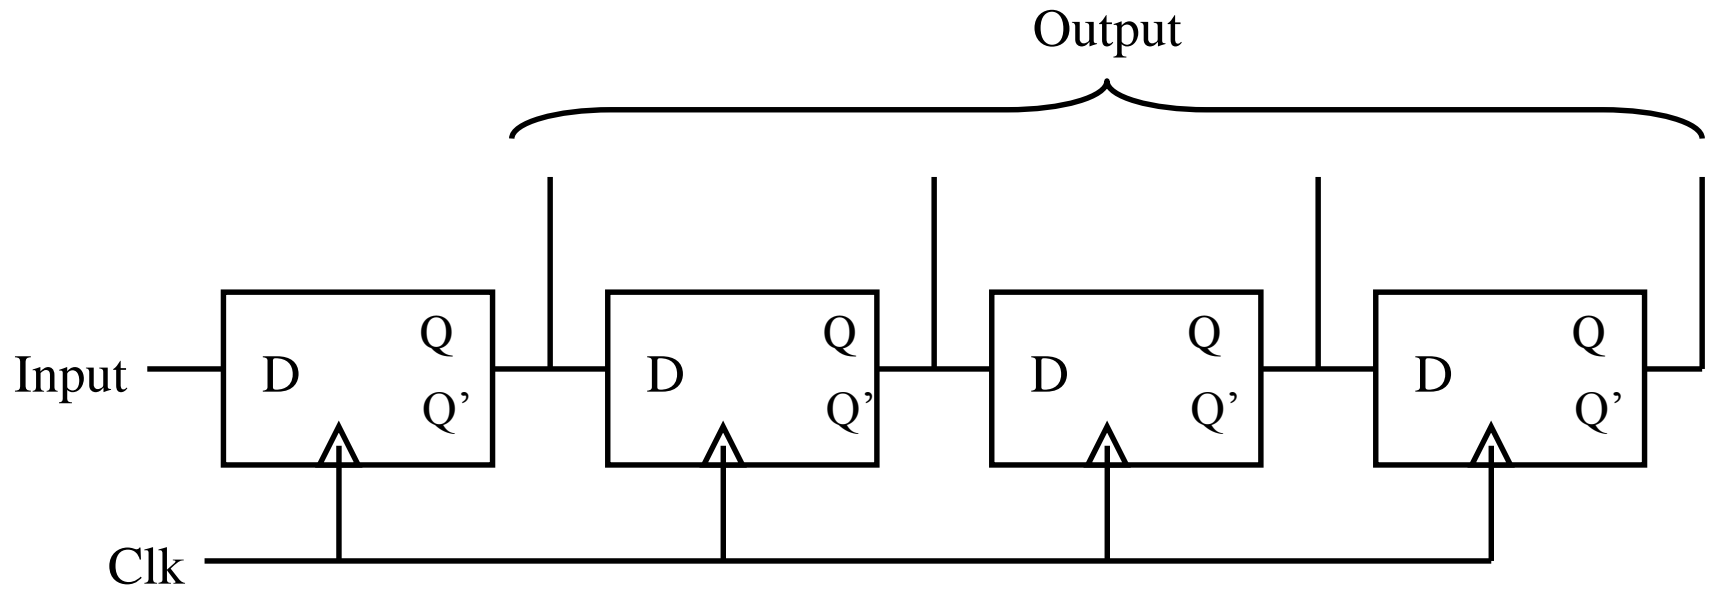 Output
Q Q Q Q
Input D D D D
Q’ Q’ Q’ Q’
Clk